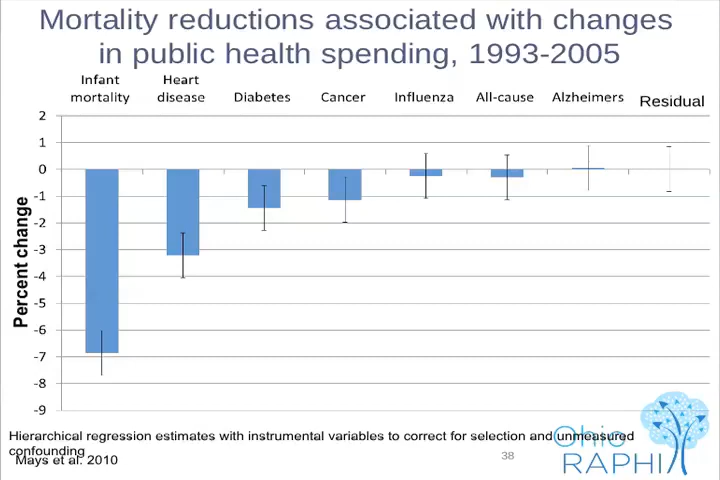 Mortality reductions associated with changes
in public health spending, 1993-2005
Infant mortality
Heart disease
Diabetes
Cancer
Influenza
All-cause
Alzheimers
Residual
Percent change
2
1
0
-1
-2
-3
-4
-5
-6
-7
-8
-9
Hierarchical regression estimates with instrumental variables to correct for selection and unmeasured
confounding
Mays et al. 2010
38
Ohio
RAPHI